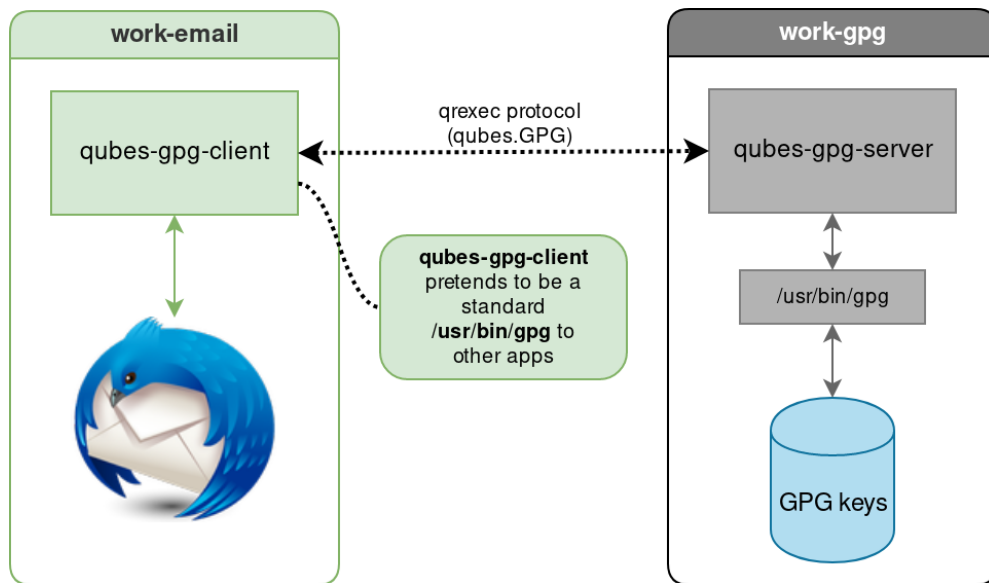 work-email
work-gpg
qubes-gpg-client
qrexec protocol
(qubes.GPG)
qubes-gpg-server
qubes-gpg-client
pretends to be a
standard
/usr/bin/gpg to
other apps
/usr/bin/gpg
GPG keys